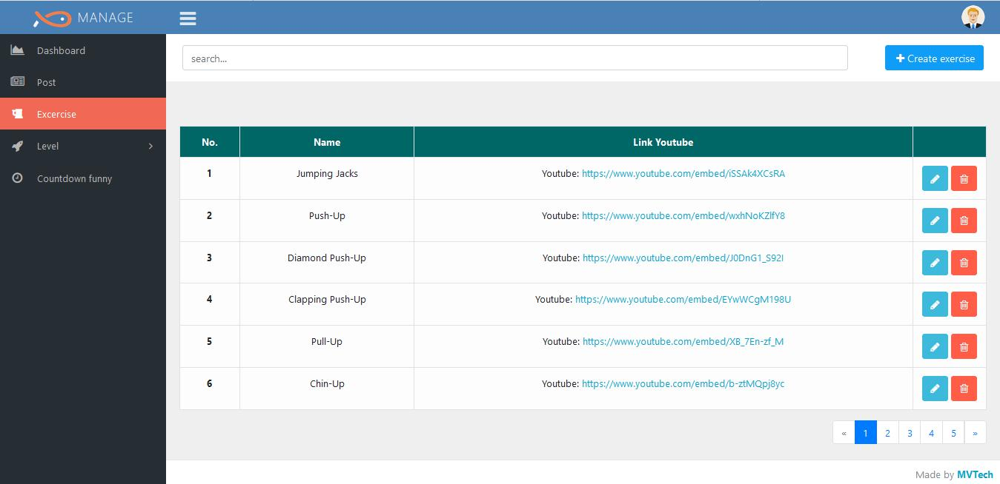 MANAGE
Dashboard
Post
Excercise
Level
Countdown funny
search...
Create exercise
No. Name Link Youtube
1 Jumping Jacks Youtube: https://www.youtube.com/embed/iSSAk4XCsRA
2 Push-Up Youtube: https://www.youtube.com/embed/wxhNoKZlfY8
3 Diamond Push-Up Youtube: https://www.youtube.com/embed/J0DnG1_S92I
4 Clapping Push-Up Youtube: https://www.youtube.com/embed/EYwWCgM198U
5 Pull-Up Youtube: https://www.youtube.com/embed/XB_7En-zf_M
6 Chin-Up Youtube: https://www.youtube.com/embed/b-ztMQpj8yc
« 1 2 3 4 5 »
Made by MVTech